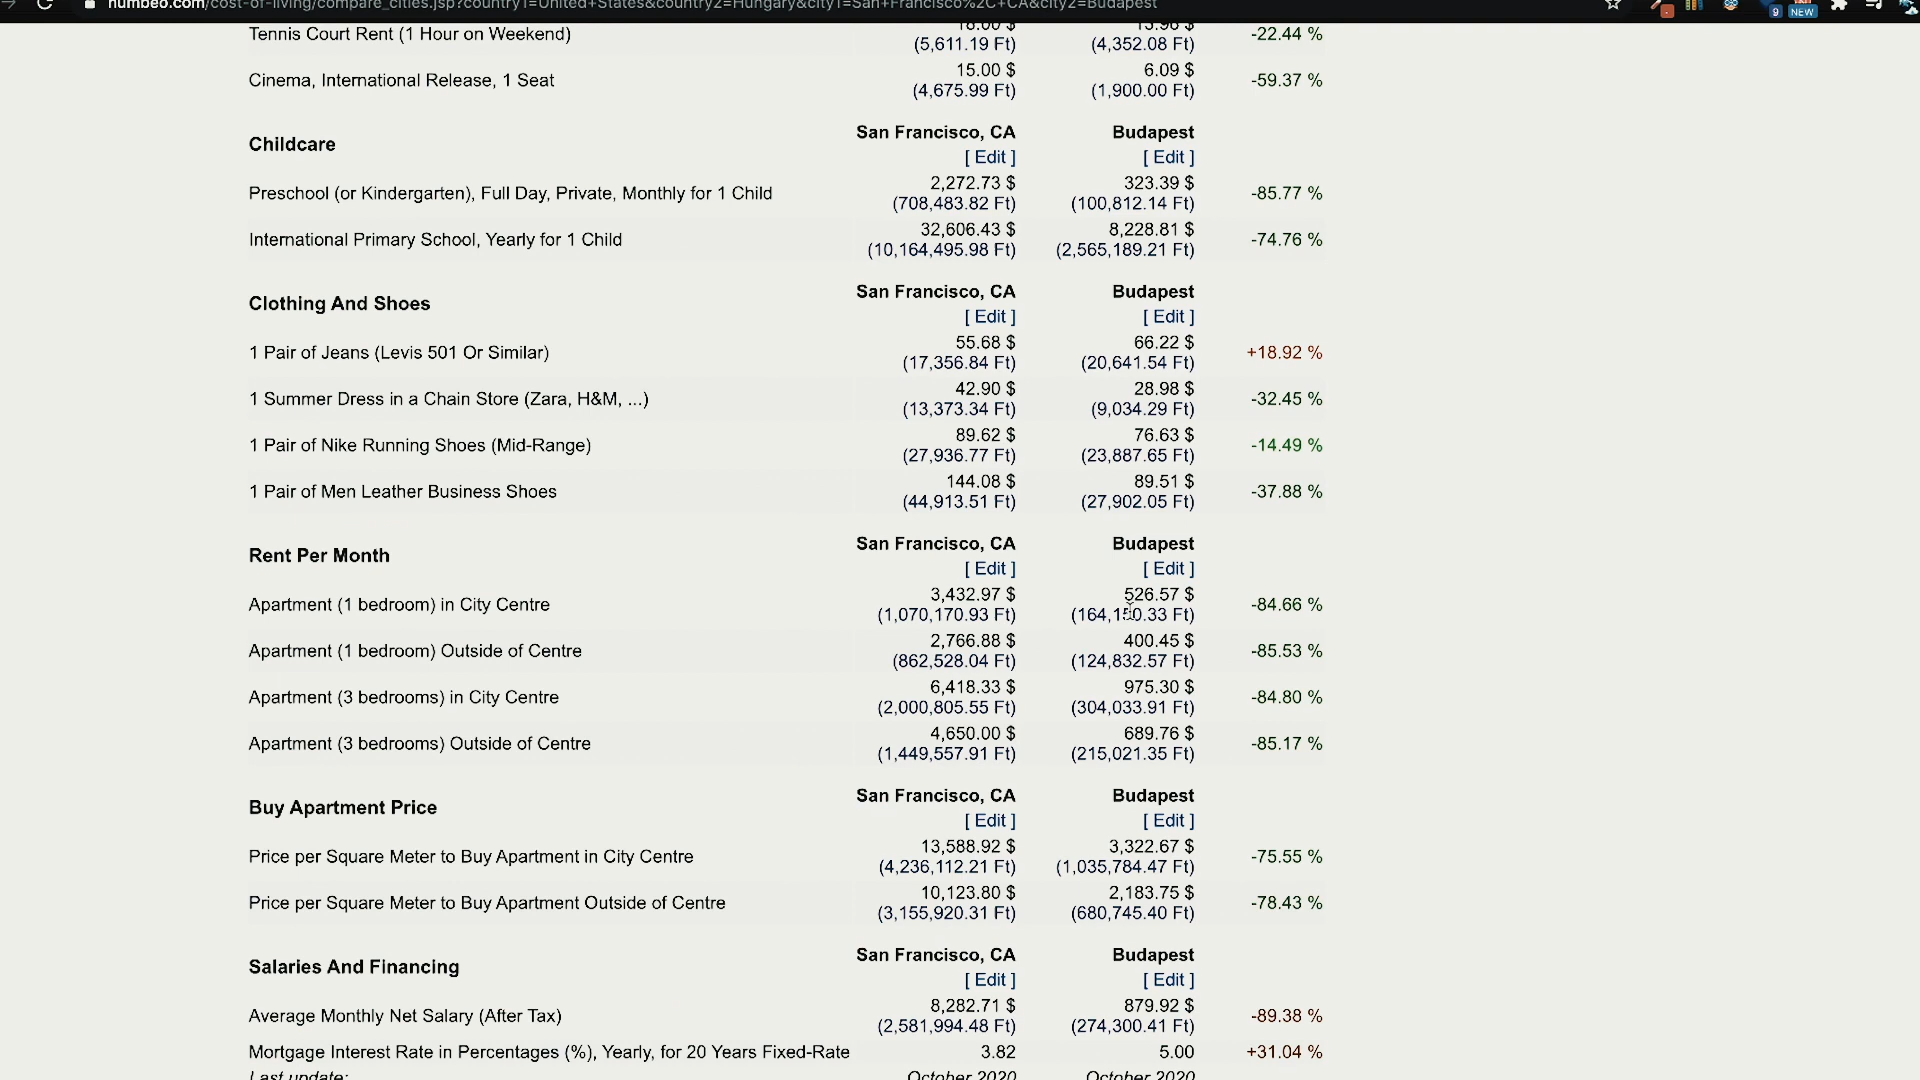 numbeo.com/cost-of-living/compare_cities.jsp?country1=United+States&country2=Hungary&city1=San+Francisco%2C+CA&city2=Budapest
9 NEW
Tennis Court Rent (1 Hour on Weekend) 18.00 $ 13.96 $ -22.44 %
(5,611.19 Ft) (4,352.08 Ft)
Cinema, International Release, 1 Seat 15.00 $ 6.09 $ -59.37 %
(4,675.99 Ft) (1,900.00 Ft)
Childcare San Francisco, CA Budapest
[ Edit ] [ Edit ]
Preschool (or Kindergarten), Full Day, Private, Monthly for 1 Child 2,272.73 $ 323.39 $ -85.77 %
(708,483.82 Ft) (100,812.14 Ft)
International Primary School, Yearly for 1 Child 32,606.43 $ 8,228.81 $ -74.76 %
(10,164,495.98 Ft) (2,565,189.21 Ft)
Clothing And Shoes San Francisco, CA Budapest
[ Edit ] [ Edit ]
1 Pair of Jeans (Levis 501 Or Similar) 55.68 $ 66.22 $ +18.92 %
(17,356.84 Ft) (20,641.54 Ft)
1 Summer Dress in a Chain Store (Zara, H&M, ...) 42.90 $ 28.98 $ -32.45 %
(13,373.34 Ft) (9,034.29 Ft)
1 Pair of Nike Running Shoes (Mid-Range) 89.62 $ 76.63 $ -14.49 %
(27,936.77 Ft) (23,887.65 Ft)
1 Pair of Men Leather Business Shoes 144.08 $ 89.51 $ -37.88 %
(44,913.51 Ft) (27,902.05 Ft)
Rent Per Month San Francisco, CA Budapest
[ Edit ] [ Edit ]
Apartment (1 bedroom) in City Centre 3,432.97 $ 526.57 $ -84.66 %
(1,070,170.93 Ft) (164,150.33 Ft)
Apartment (1 bedroom) Outside of Centre 2,766.88 $ 400.45 $ -85.53 %
(862,528.04 Ft) (124,832.57 Ft)
Apartment (3 bedrooms) in City Centre 6,418.33 $ 975.30 $ -84.80 %
(2,000,805.55 Ft) (304,033.91 Ft)
Apartment (3 bedrooms) Outside of Centre 4,650.00 $ 689.76 $ -85.17 %
(1,449,557.91 Ft) (215,021.35 Ft)
Buy Apartment Price San Francisco, CA Budapest
[ Edit ] [ Edit ]
Price per Square Meter to Buy Apartment in City Centre 13,588.92 $ 3,322.67 $ -75.55 %
(4,236,112.21 Ft) (1,035,784.47 Ft)
Price per Square Meter to Buy Apartment Outside of Centre 10,123.80 $ 2,183.75 $ -78.43 %
(3,155,920.31 Ft) (680,745.40 Ft)
Salaries And Financing San Francisco, CA Budapest
[ Edit ] [ Edit ]
Average Monthly Net Salary (After Tax) 8,282.71 $ 879.92 $ -89.38 %
(2,581,994.48 Ft) (274,300.41 Ft)
Mortgage Interest Rate in Percentages (%), Yearly, for 20 Years Fixed-Rate 3.82 5.00 +31.04 %
Last update: October 2020 October 2020